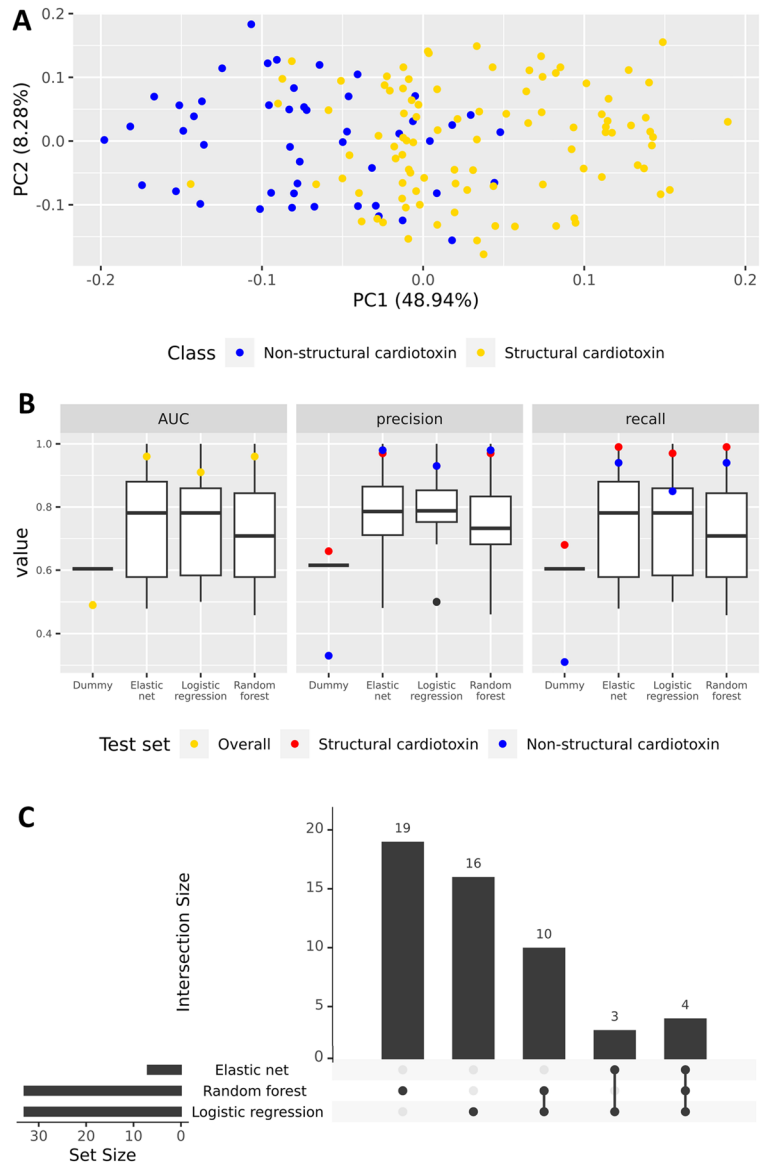 A
0.2
0.1
0.0
-0.1
PC2 (8.28%)
-0.2 -0.1 0.0 0.1 0.2
PC1 (48.94%)
Class Non-structural cardiotoxin Structural cardiotoxin
B
AUC precision recall
1.0
0.8
0.6
0.4
value
Dummy Elastic net Logistic regression Random forest Dummy Elastic net Logistic regression Random forest Dummy Elastic net Logistic regression Random forest
Test set Overall Structural cardiotoxin Non-structural cardiotoxin
C
Intersection Size
20
15
10
5
0
19 16 10 3 4
Elastic net
Random forest
Logistic regression
30 20 10 0
Set Size